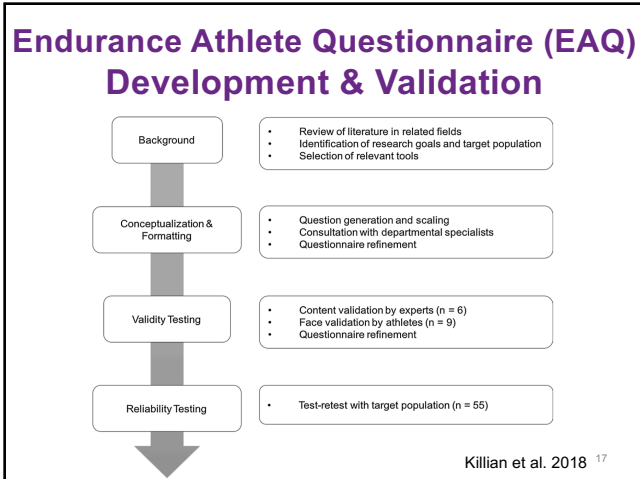 Endurance Athlete Questionnaire (EAQ)
Development & Validation
Background
• Review of literature in related fields
• Identification of research goals and target population
• Selection of relevant tools
Conceptualization &
Formatting
• Question generation and scaling
• Consultation with departmental specialists
• Questionnaire refinement
Validity Testing
• Content validation by experts (n = 6)
• Face validation by athletes (n = 9)
• Questionnaire refinement
Reliability Testing
• Test-retest with target population (n = 55)
Killian et al. 2018 17